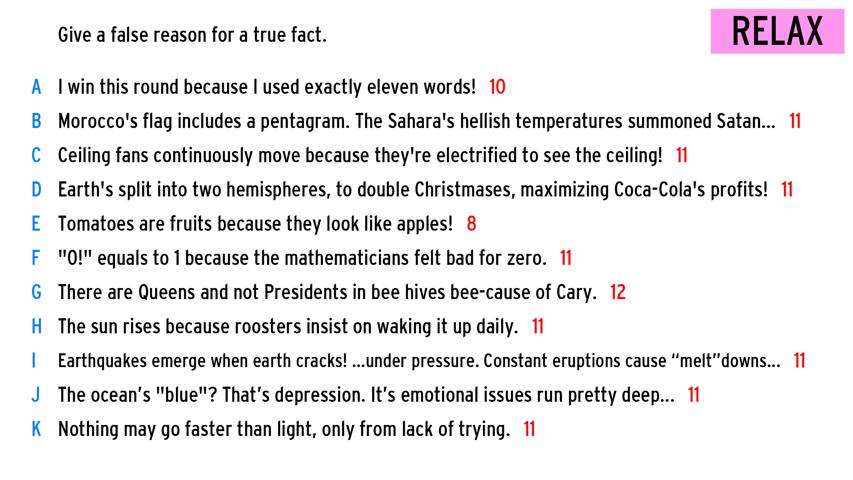 Give a false reason for a true fact.
RELAX
A I win this round because I used exactly eleven words! 10
B Morocco's flag includes a pentagram. The Sahara's hellish temperatures summoned Satan... 11
C Ceiling fans continuously move because they're electrified to see the ceiling! 11
D Earth's split into two hemispheres, to double Christmases, maximizing Coca-Cola's profits! 11
E Tomatoes are fruits because they look like apples! 8
F "0!" equals to 1 because the mathematicians felt bad for zero. 11
G There are Queens and not Presidents in bee hives bee-cause of Cary. 12
H The sun rises because roosters insist on waking it up daily. 11
I Earthquakes emerge when earth cracks! ...under pressure. Constant eruptions cause “melt”downs... 11
J The ocean’s "blue"? That’s depression. It’s emotional issues run pretty deep... 11
K Nothing may go faster than light, only from lack of trying. 11